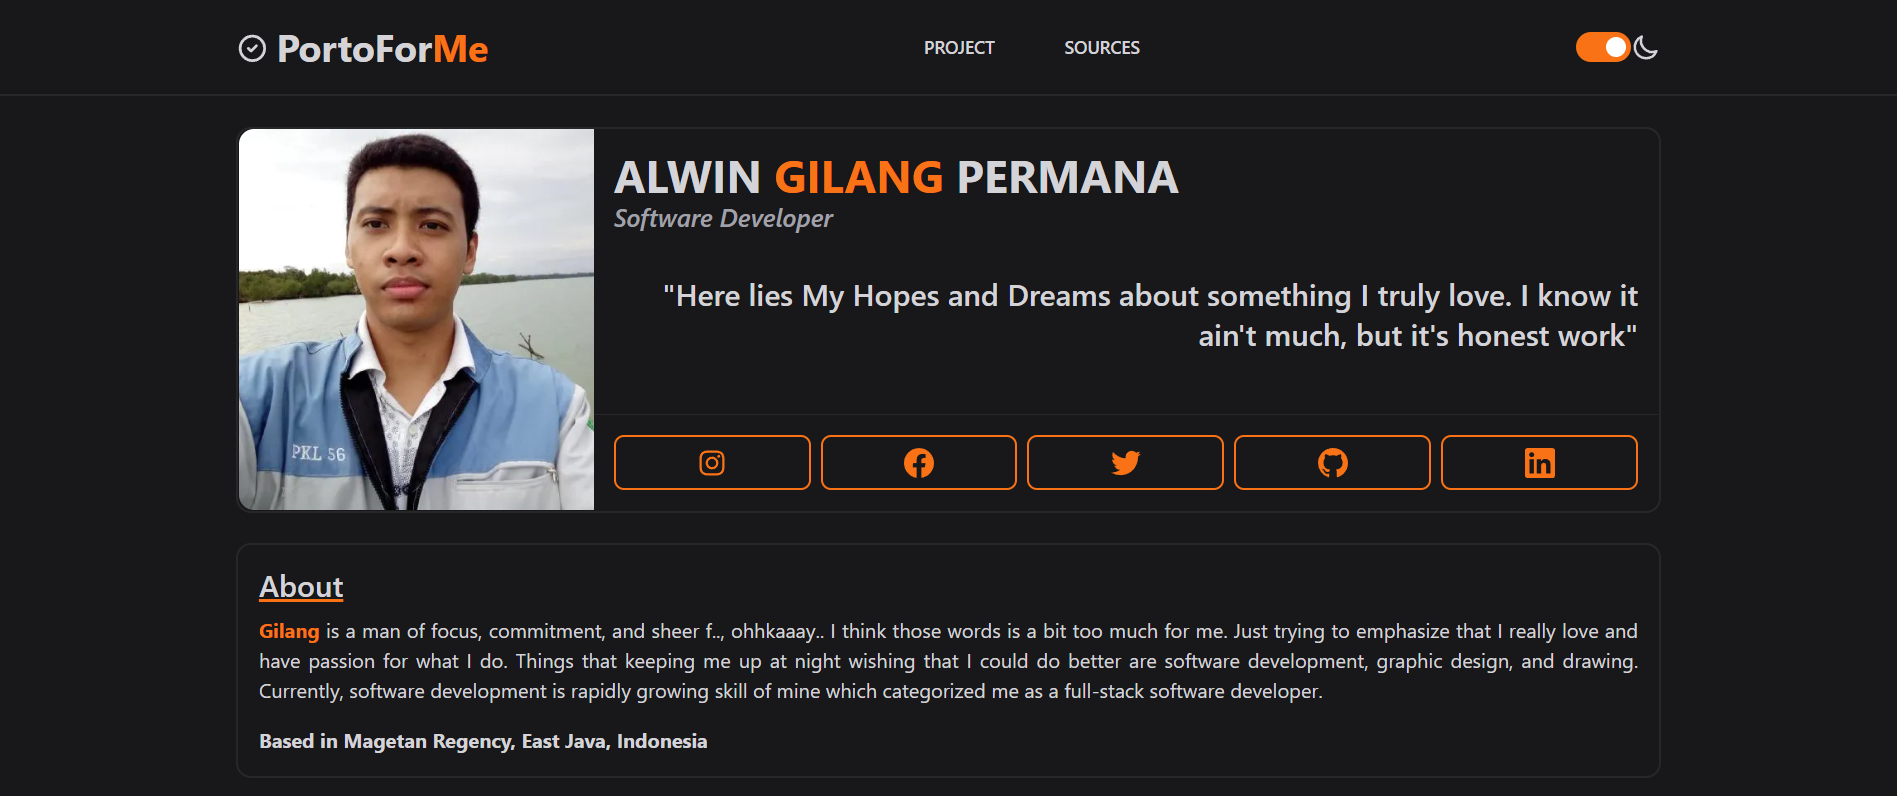 PortoForMe
PROJECT
SOURCES
ALWIN GILANG PERMANA
Software Developer
"Here lies My Hopes and Dreams about something I truly love. I know it
ain't much, but it's honest work"
PKL 56
About
Gilang is a man of focus, commitment, and sheer f.., ohhkaaay.. I think those words is a bit too much for me. Just trying to emphasize that I really love and
have passion for what I do. Things that keeping me up at night wishing that I could do better are software development, graphic design, and drawing.
Currently, software development is rapidly growing skill of mine which categorized me as a full-stack software developer.
Based in Magetan Regency, East Java, Indonesia